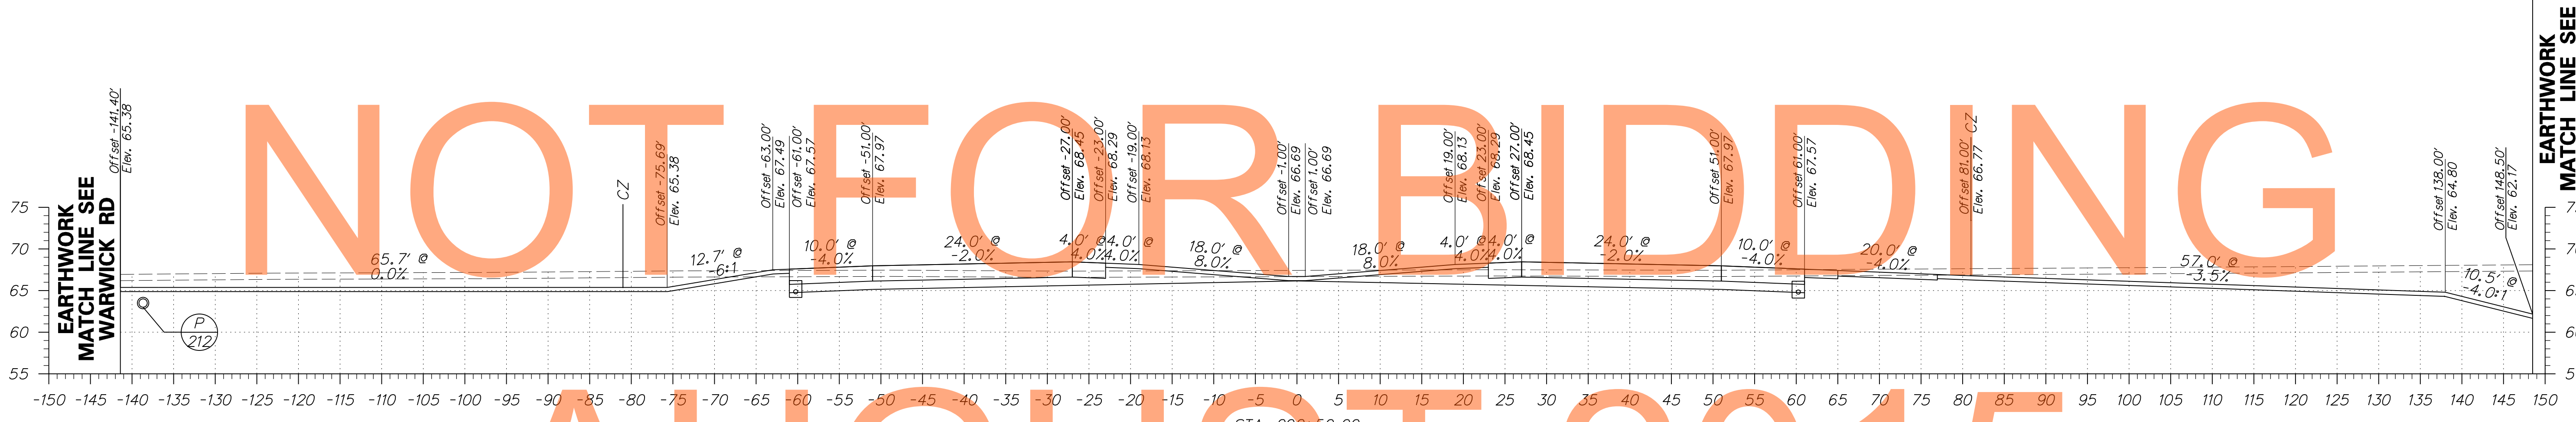 NOT FOR BIDDING
EARTHWORK
MATCH LINE SEE
WARWICK RD
Offset -141.40'
Elev. 65.38
CZ
Offset -75.69'
Elev. 65.38
Offset -63.00'
Elev. 67.49
Offset -61.00'
Elev. 67.57
Offset -51.00'
Elev. 67.97
Offset -27.00'
Elev. 68.45
Offset -23.00'
Elev. 68.29
Offset -19.00'
Elev. 68.13
Offset -1.00'
Elev. 66.69
Offset 1.00'
Elev. 66.69
Offset 19.00'
Elev. 68.13
Offset 23.00'
Elev. 68.29
Offset 27.00'
Elev. 68.45
Offset 51.00'
Elev. 67.97
Offset 61.00'
Elev. 67.57
Offset 81.00' CZ
Elev. 66.77
Offset 138.00'
Elev. 64.80
Offset 148.50'
Elev. 62.17
EARTHWORK
MATCH LINE SEE
65.7' @
0.0%
12.7' @
-6:1
10.0' @
-4.0%
24.0' @
-2.0%
4.0' @
4.0%
4.0' @
4.0%
18.0' @
8.0%
18.0' @
8.0%
4.0' @
4.0%
4.0' @
4.0%
24.0' @
-2.0%
10.0' @
-4.0%
20.0' @
-4.0%
57.0' @
-3.5%
10.5' @
-4.0:1
P
212
75
70
65
60
55
-150 -145 -140 -135 -130 -125 -120 -115 -110 -105 -100 -95 -90 -85 -80 -75 -70 -65 -60 -55 -50 -45 -40 -35 -30 -25 -20 -15 -10 -5 0 5 10 15 20 25 30 35 40 45 50 55 60 65 70 75 80 85 90 95 100 105 110 115 120 125 130 135 140 145 150